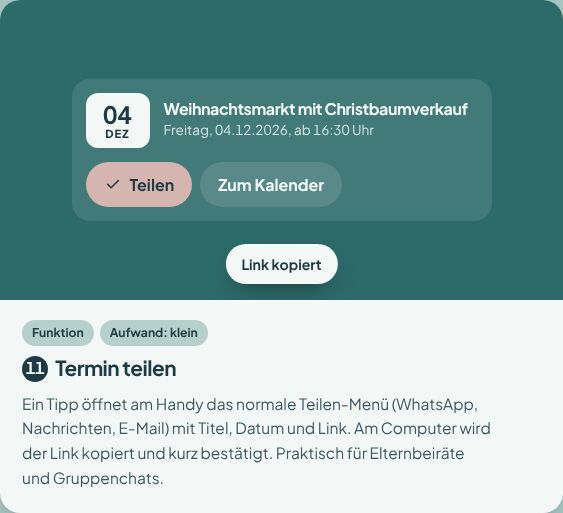 04
DEZ
Weihnachtsmarkt mit Christbaumverkauf
Freitag, 04.12.2026, ab 16:30 Uhr
Teilen
Zum Kalender
Link kopiert
Funktion
Aufwand: klein
11 Termin teilen
Ein Tipp öffnet am Handy das normale Teilen-Menü (WhatsApp,
Nachrichten, E-Mail) mit Titel, Datum und Link. Am Computer wird
der Link kopiert und kurz bestätigt. Praktisch für Elternbeiräte
und Gruppenchats.